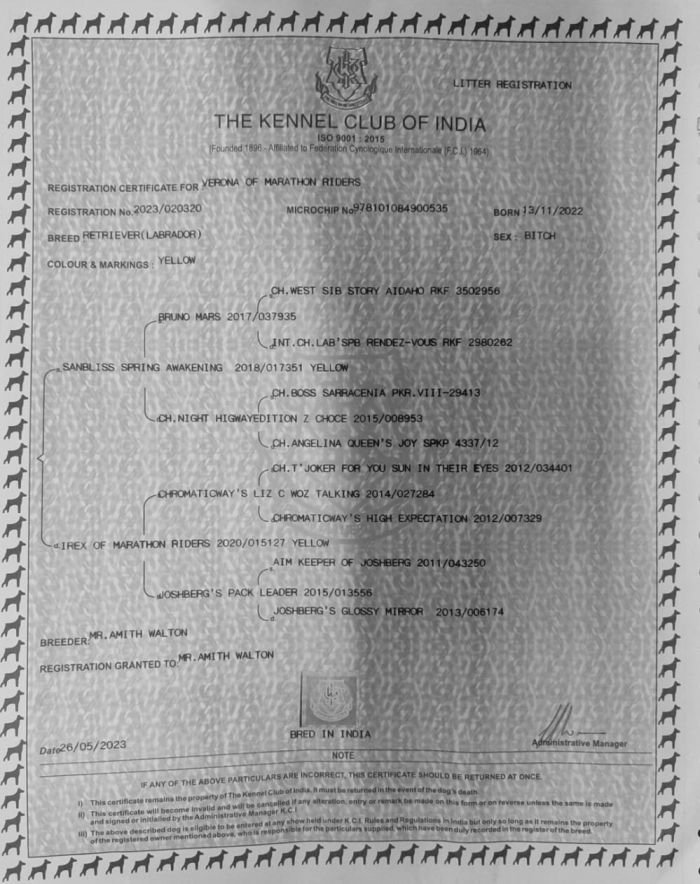 LITTER REGISTRATION
THE KENNEL CLUB OF INDIA
ISO 9001 : 2015
(Founded 1896 - Affiliated to Federation Cynologique Internationale (F.C.I.) 1964)
REGISTRATION CERTIFICATE FOR VERONA OF MARATHON RIDERS
REGISTRATION No. 2023/020320 MICROCHIP No 978101084900535 BORN 13/11/2022
BREED RETRIEVER(LABRADOR) SEX: BITCH
COLOUR & MARKINGS : YELLOW
CH.WEST SIB STORY AIDAHO RKF 3502956
BRUNO MARS 2017/037935
d. INT.CH.LAB'SPB RENDEZ-VOUS RKF 2980262
s. SANBLISS SPRING AWAKENING 2018/017351 YELLOW
s. CH.BOSS SARRACENIA PKR.VIII-29413
d. CH.NIGHT HIGWAYEDITION Z CHOCE 2015/008953
CH.ANGELINA QUEEN'S JOY SPKP 4337/12
s. CH.T'JOKER FOR YOU SUN IN THEIR EYES 2012/034401
s. CHROMATICWAY'S LIZ C WOZ TALKING 2014/027284
d. CHROMATICWAY'S HIGH EXPECTATION 2012/007329
d. IREX OF MARATHON RIDERS 2020/015127 YELLOW
s. AIM KEEPER OF JOSHBERG 2011/043250
d. JOSHBERG'S PACK LEADER 2015/013556
d. JOSHBERG'S GLOSSY MIRROR 2013/006174
BREEDER: MR.AMITH WALTON
REGISTRATION GRANTED TO: MR.AMITH WALTON
BRED IN INDIA
Date 26/05/2023 Administrative Manager
NOTE
IF ANY OF THE ABOVE PARTICULARS ARE INCORRECT, THIS CERTIFICATE SHOULD BE RETURNED AT ONCE.
I) This certificate remains the property of The Kennel Club of India. It must be returned in the event of the dog's death
II) This certificate will become invalid and will be cancelled if any alteration, entry or remark be made on this form or on reverse unless the same is made
and signed or initialled by the Administrative Manager K.C.I.
III) The above described dog is eligible to be entered at any show held under K.C.I. Rules and Regulations in India but only so long as it remains the property
of the registered owner mentioned above, who is responsible for the particulars supplied, which have been duly recorded in the register of the breed.